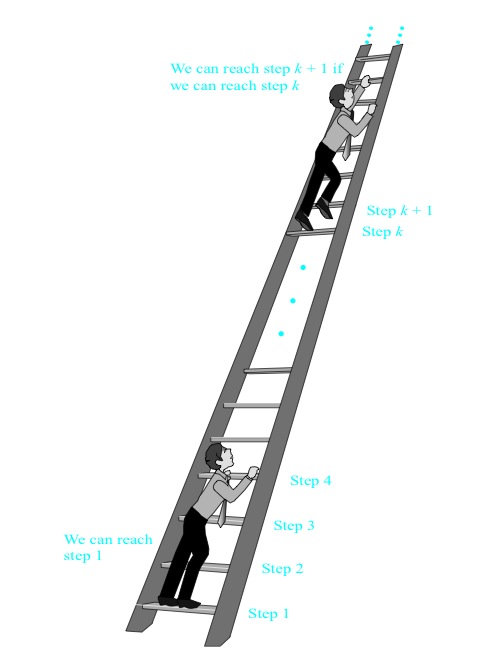 We can reach step k + 1 if
we can reach step k
Step k + 1
Step k
Step 4
Step 3
We can reach
step 1
Step 2
Step 1